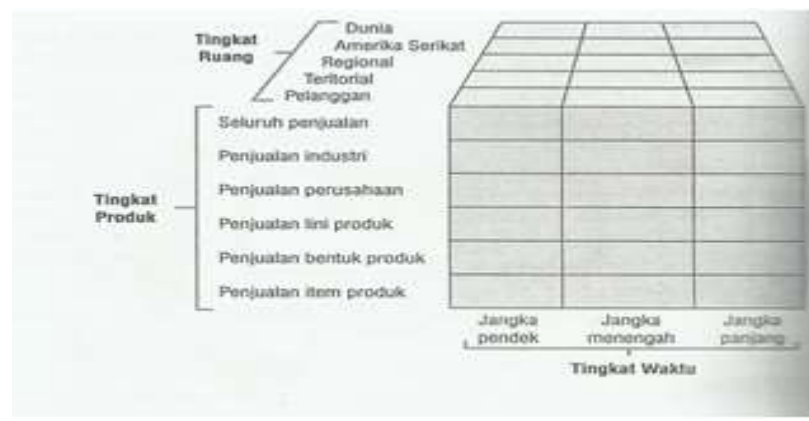 Tingkat
Ruang
Dunia
Amerika Serikat
Regional
Teritorial
Pelanggan
Tingkat
Produk
Seluruh penjualan
Penjualan industri
Penjualan perusahaan
Penjualan lini produk
Penjualan bentuk produk
Penjualan item produk
Jangka
pendek
Jangka
menengah
Jangka
panjang
Tingkat Waktu